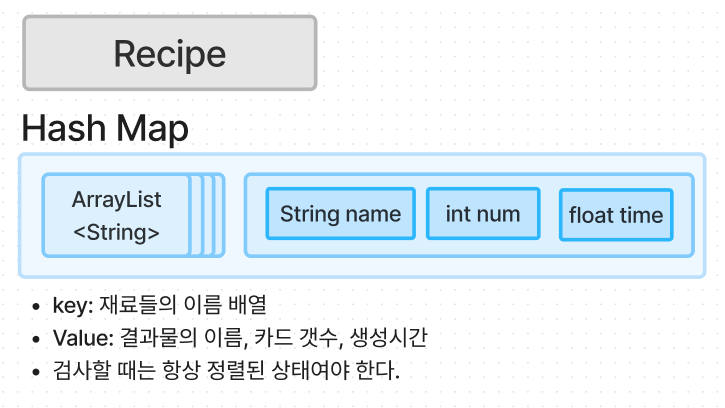 Recipe
Hash Map
ArrayList
<String>
String name
int num
float time
• key: 재료들의 이름 배열
• Value: 결과물의 이름, 카드 갯수, 생성시간
• 검사할 때는 항상 정렬된 상태여야 한다.